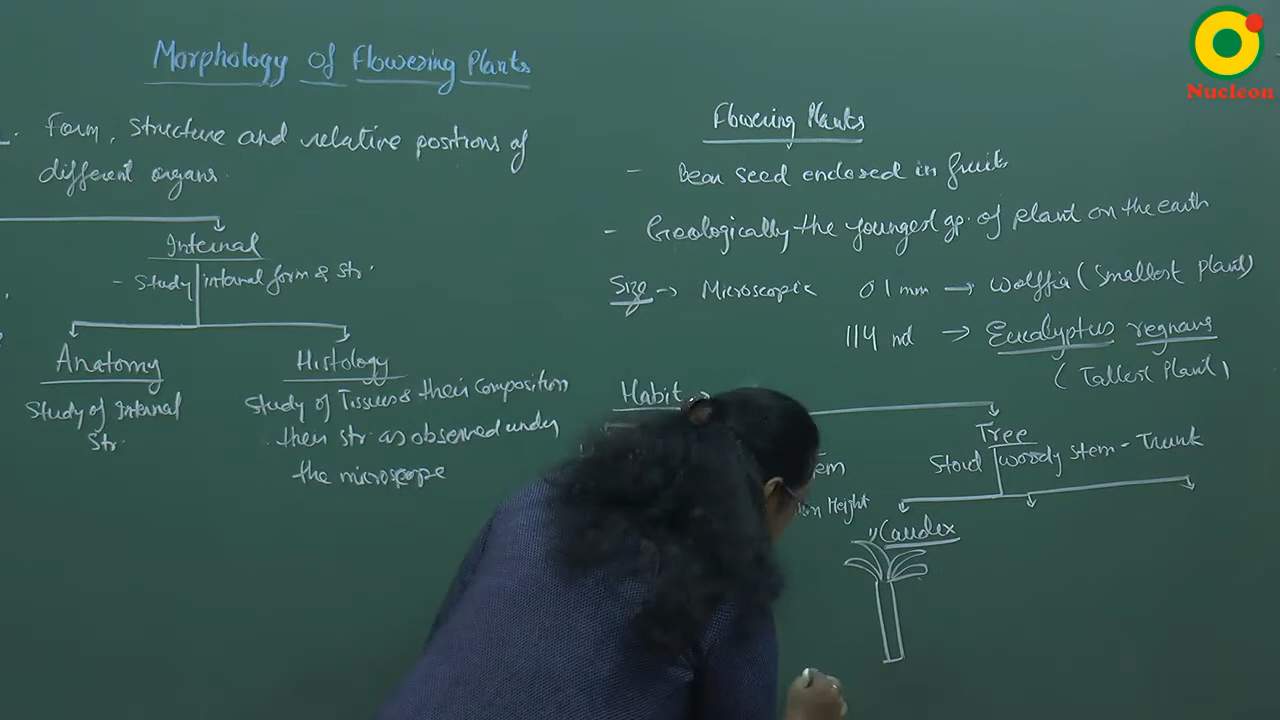 Morphology of Flowering Plants
Form, Structure and relative positions of
different organs.
Internal
- Study internal form & Str.
Anatomy
Study of Internal
Str.
Histology
Study of Tissues & their composition
their str. as observed under
the microscope
Flowering Plants
- Bear seed enclosed in fruits
- Geologically the youngest gp. of plant on the earth
Size → Microscopic 0.1 mm → Wolffia (Smallest Plant)
114 → Eucalyptus regnans
(Tallest Plant)
Habit
Tree
Stout woody stem - Trunk
Height
Caudex
Nucleon